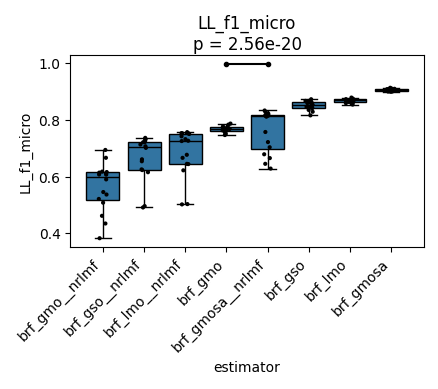 LL_f1_micro
p = 2.56e-20
1.0
0.8
0.6
0.4
LL_f1_micro
brf_gmo__nrlmf
brf_gso__nrlmf
brf_lmo__nrlmf
brf_gmo
brf_gmosa__nrlmf
brf_gso
brf_lmo
brf_gmosa
estimator